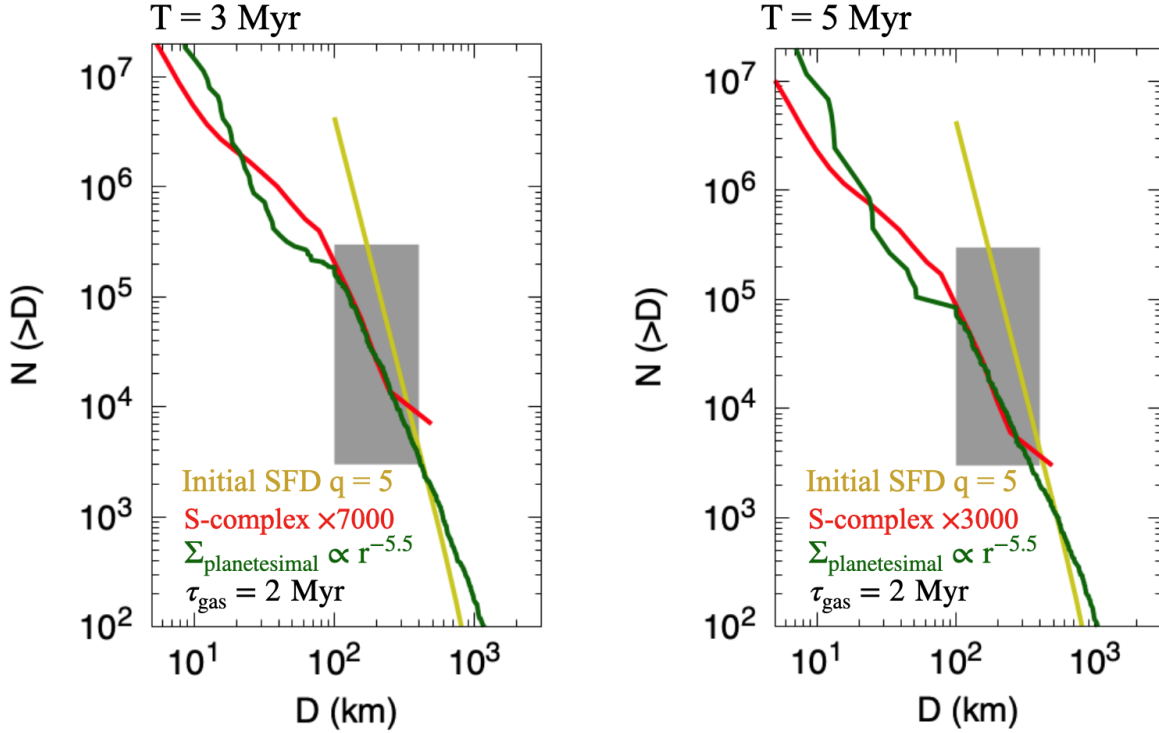 T = 3 Myr
10⁷
10⁶
10⁵
10⁴
10³
10²
N (>D)
Initial SFD q = 5
S-complex ×7000
Σplanetesimal ∝ r⁻⁵·⁵
τgas = 2 Myr
10¹ 10² 10³
D (km)
T = 5 Myr
10⁷
10⁶
10⁵
10⁴
10³
10²
N (>D)
Initial SFD q = 5
S-complex ×3000
Σplanetesimal ∝ r⁻⁵·⁵
τgas = 2 Myr
10¹ 10² 10³
D (km)